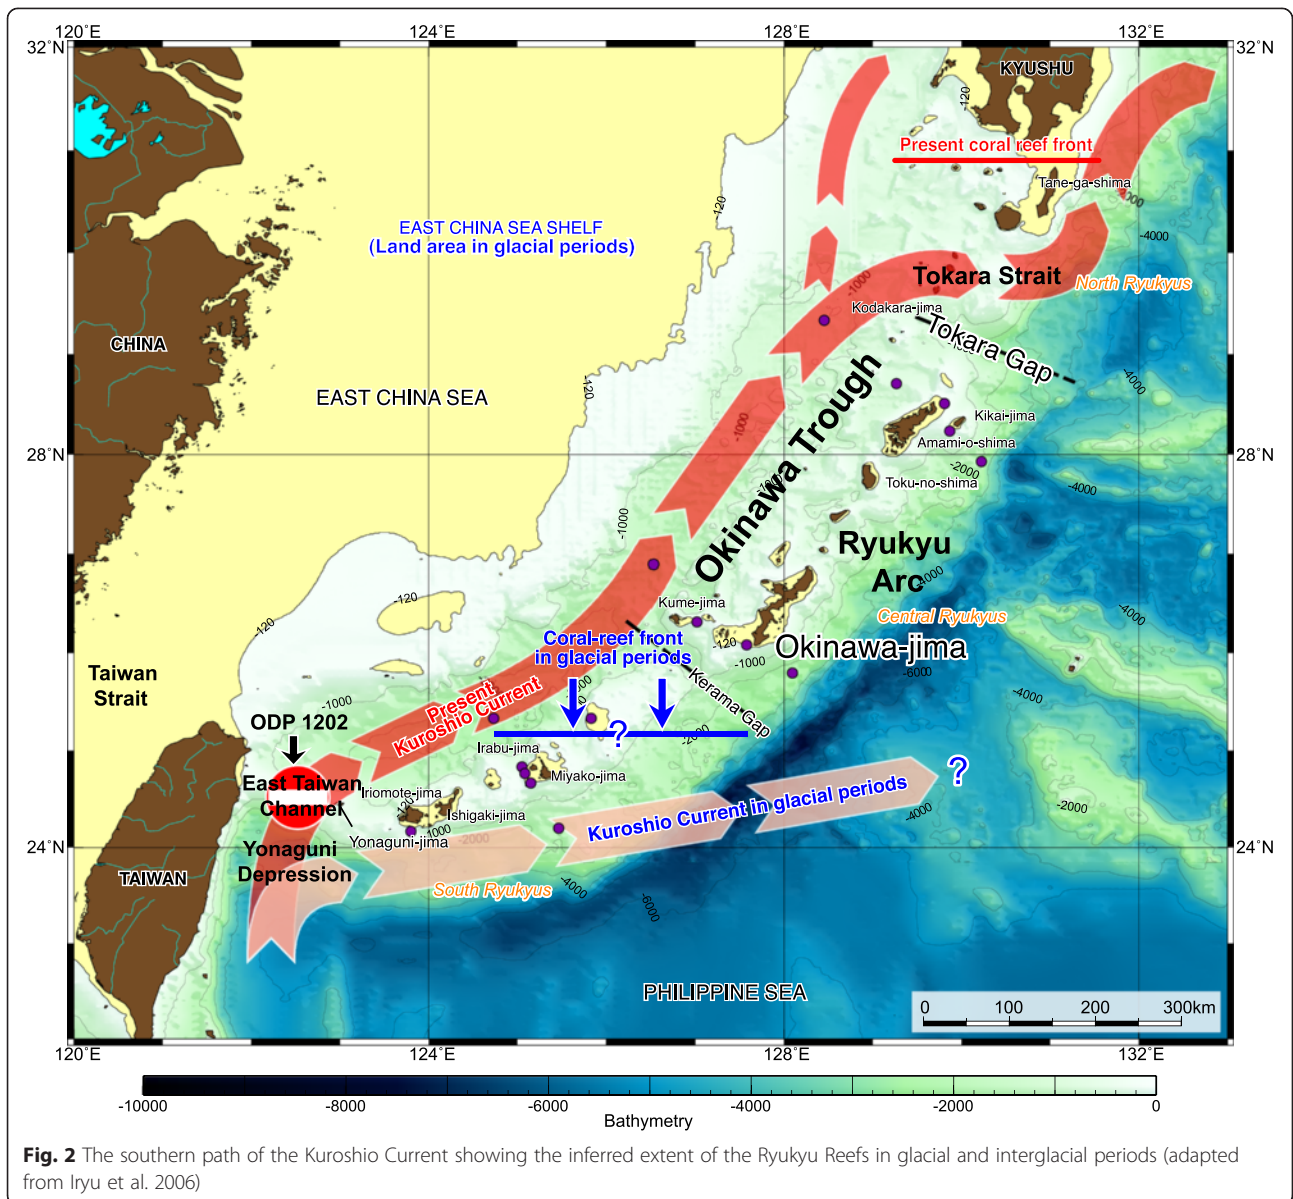 120˚E
124˚E
128˚E
132˚E
32˚N
32˚N
KYUSHU
-120
Present coral reef front
Tane-ga-shima
-120
EAST CHINA SEA SHELF
(Land area in glacial periods)
-4000
Tokara Strait
North Ryukyus
-1000
Kodakara-jima
Tokara Gap
CHINA
EAST CHINA SEA
-120
-4000
-1000
Kikai-jima
Amami-o-shima
28˚N
28˚N
-2000
Okinawa Trough
Toku-no-shima
-4000
-1000
Ryukyu
Arc
-4000
-120
Kume-jima
Central Ryukyus
-4000
-120
Coral-reef front
in glacial periods
-120
Okinawa-jima
-1000
-6000
Taiwan
Strait
Kerama Gap
-4000
-1000
Present
Kuroshio Current
ODP 1202
?
-2000
Irabu-jima
Miyako-jima
?
East Taiwan
Channel
Iriomote-jima
-120
Ishigaki-jima
Kuroshio Current in glacial periods
-4000
-2000
Yonaguni-jima
-1000
-2000
24˚N
24˚N
Yonaguni
Depression
TAIWAN
South Ryukyus
-4000
-6000
PHILIPPINE SEA
0 100 200 300km
120˚E
124˚E
128˚E
132˚E
-10000 -8000 -6000 -4000 -2000 0
Bathymetry
Fig. 2 The southern path of the Kuroshio Current showing the inferred extent of the Ryukyu Reefs in glacial and interglacial periods (adapted
from Iryu et al. 2006)